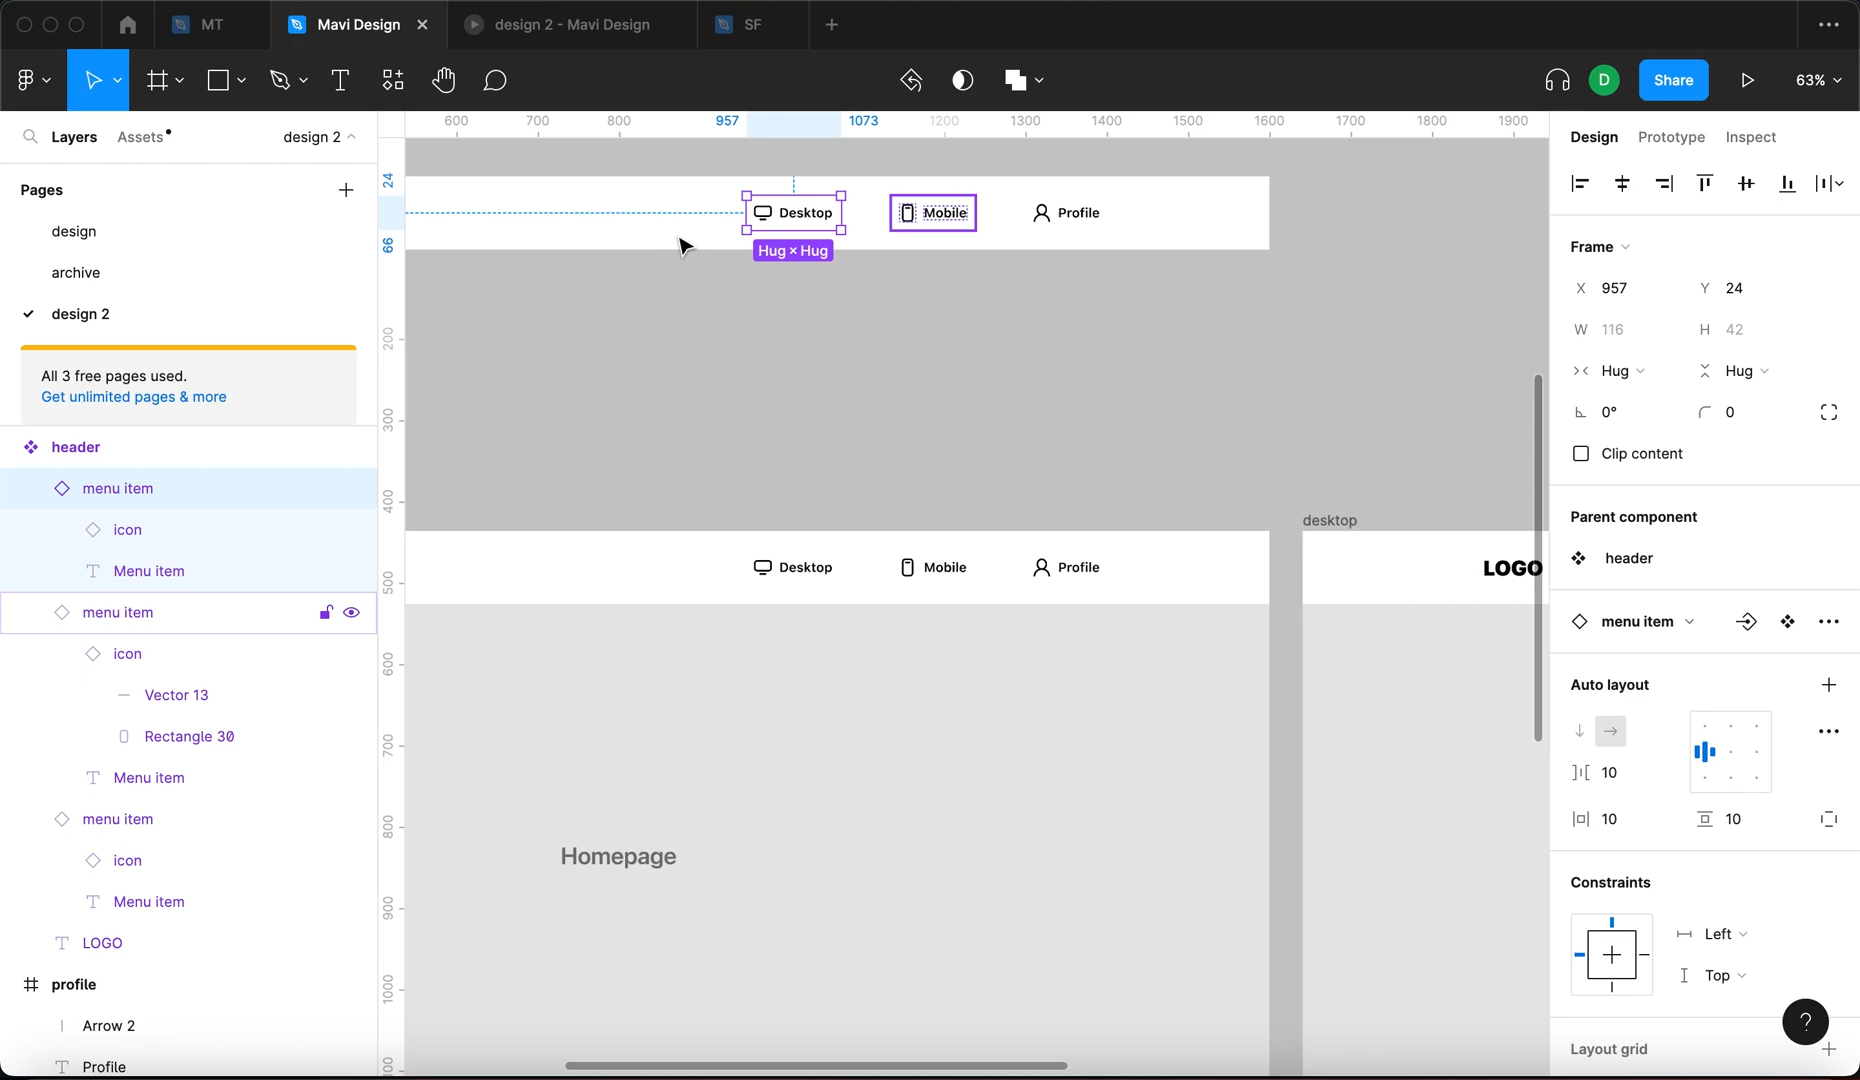 MT
Mavi Design
design 2 - Mavi Design
SF
D
Share
63%
Layers
Assets
design 2
Pages
design
archive
design 2
All 3 free pages used.
Get unlimited pages & more
header
menu item
icon
Menu item
menu item
icon
Vector 13
Rectangle 30
Menu item
menu item
icon
Menu item
LOGO
profile
Arrow 2
Profile
600
700
800
957
1073
1200
1300
1400
1500
1600
1700
1800
1900
24
66
200
300
400
500
600
700
800
900
1000
Desktop
Mobile
Profile
Hug × Hug
desktop
Desktop
Mobile
Profile
LOGO
Homepage
Design
Prototype
Inspect
Frame
X 957
Y 24
W 116
H 42
Hug
Hug
0°
0
Clip content
Parent component
header
menu item
Auto layout
10
10
10
Constraints
Left
Top
?
Layout grid